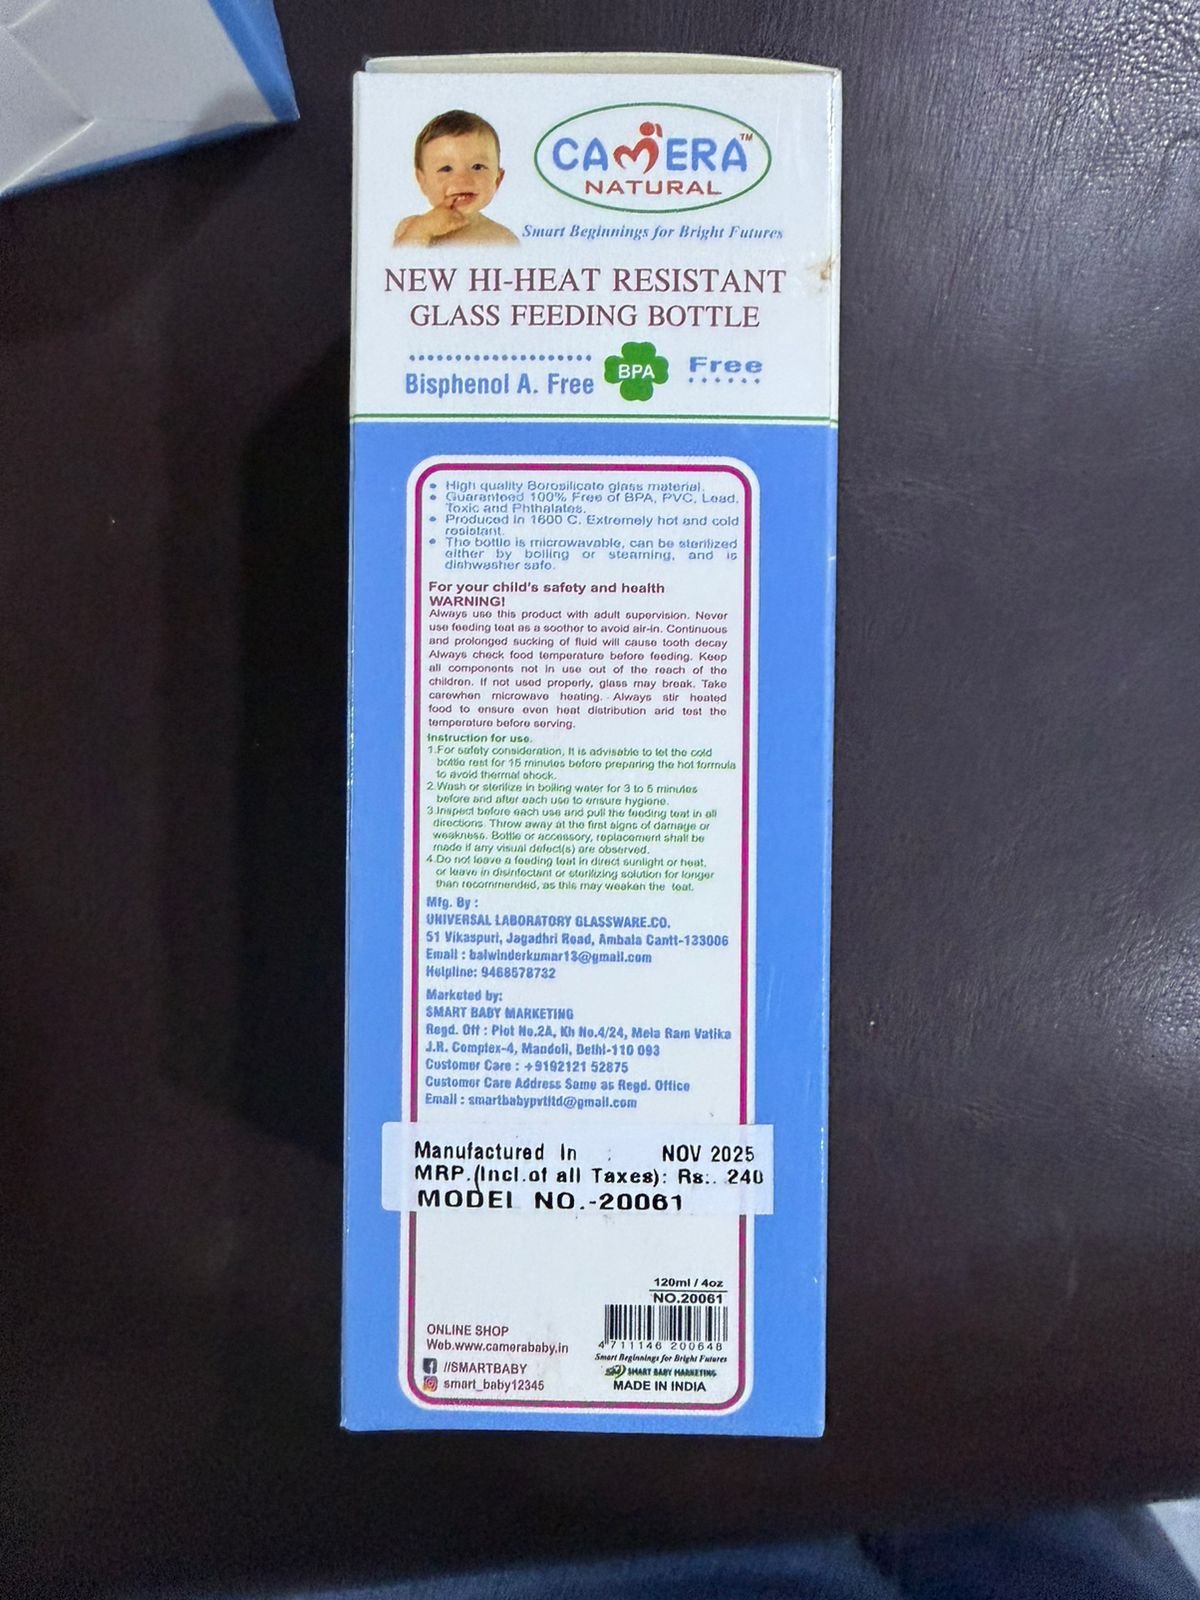 CAMERA™
NATURAL
Smart Beginnings for Bright Futures
NEW HI-HEAT RESISTANT
GLASS FEEDING BOTTLE
Bisphenol A. Free BPA Free
• High quality Borosilicate glass material.
• Guaranteed 100% Free of BPA, PVC, Lead,
Toxic and Phthalates.
• Produced in 1600 C. Extremely hot and cold
resistant.
• The bottle is microwavable, can be sterilized
either by boiling or steaming, and is
dishwasher safe.
For your child's safety and health
WARNING!
Always use this product with adult supervision. Never
use feeding teat as a soother to avoid air-in. Continuous
and prolonged sucking of fluid will cause tooth decay
Always check food temperature before feeding. Keep
all components not in use out of the reach of the
children. If not used properly, glass may break. Take
carewhen microwave heating. Always stir heated
food to ensure even heat distribution and test the
temperature before serving.
Instruction for use.
1.For safety consideration, It is advisable to let the cold
bottle rest for 15 minutes before preparing the hot formula
to avoid thermal shock.
2.Wash or sterilize in boiling water for 3 to 5 minutes
before and after each use to ensure hygiene.
3.Inspect before each use and pull the feeding teat in all
directions. Throw away at the first signs of damage or
weakness. Bottle or accessory, replacement shall be
made if any visual defect(s) are observed.
4.Do not leave a feeding teat in direct sunlight or heat,
or leave in disinfectant or sterilizing solution for longer
than recommended, as this may weaken the teat.
Mfg. By :
UNIVERSAL LABORATORY GLASSWARE.CO.
51 Vikaspuri, Jagadhri Road, Ambala Cantt-133006
Email : balwinderkumar13@gmail.com
Helpline: 9468578732
Marketed by:
SMART BABY MARKETING
Regd. Off : Plot No.2A, Kh No.4/24, Mela Ram Vatika
J.R. Complex-4, Mandoli, Delhi-110 093
Customer Care : +9192121 52875
Customer Care Address Same as Regd. Office
Email : smartbabypvtltd@gmail.com
Manufactured In : NOV 2025
MRP.(Incl.of all Taxes): Rs:. 240
MODEL NO.-20061
120ml / 4oz
NO.20061
4 711146 200648
Smart Beginnings for Bright Futures
SMART BABY MARKETING
MADE IN INDIA
ONLINE SHOP
Web.www.camerababy.in
//SMARTBABY
smart_baby12345